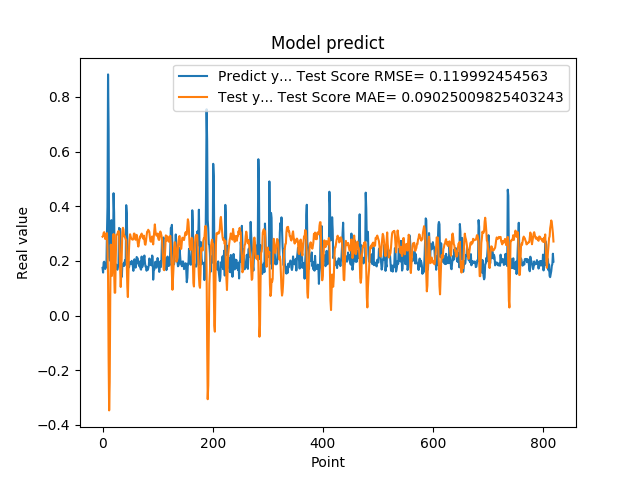 Model predict
Predict y... Test Score RMSE= 0.119992454563
Test y... Test Score MAE= 0.09025009825403243
0.8
0.6
0.4
0.2
0.0
−0.2
−0.4
Real value
0
200
400
600
800
Point